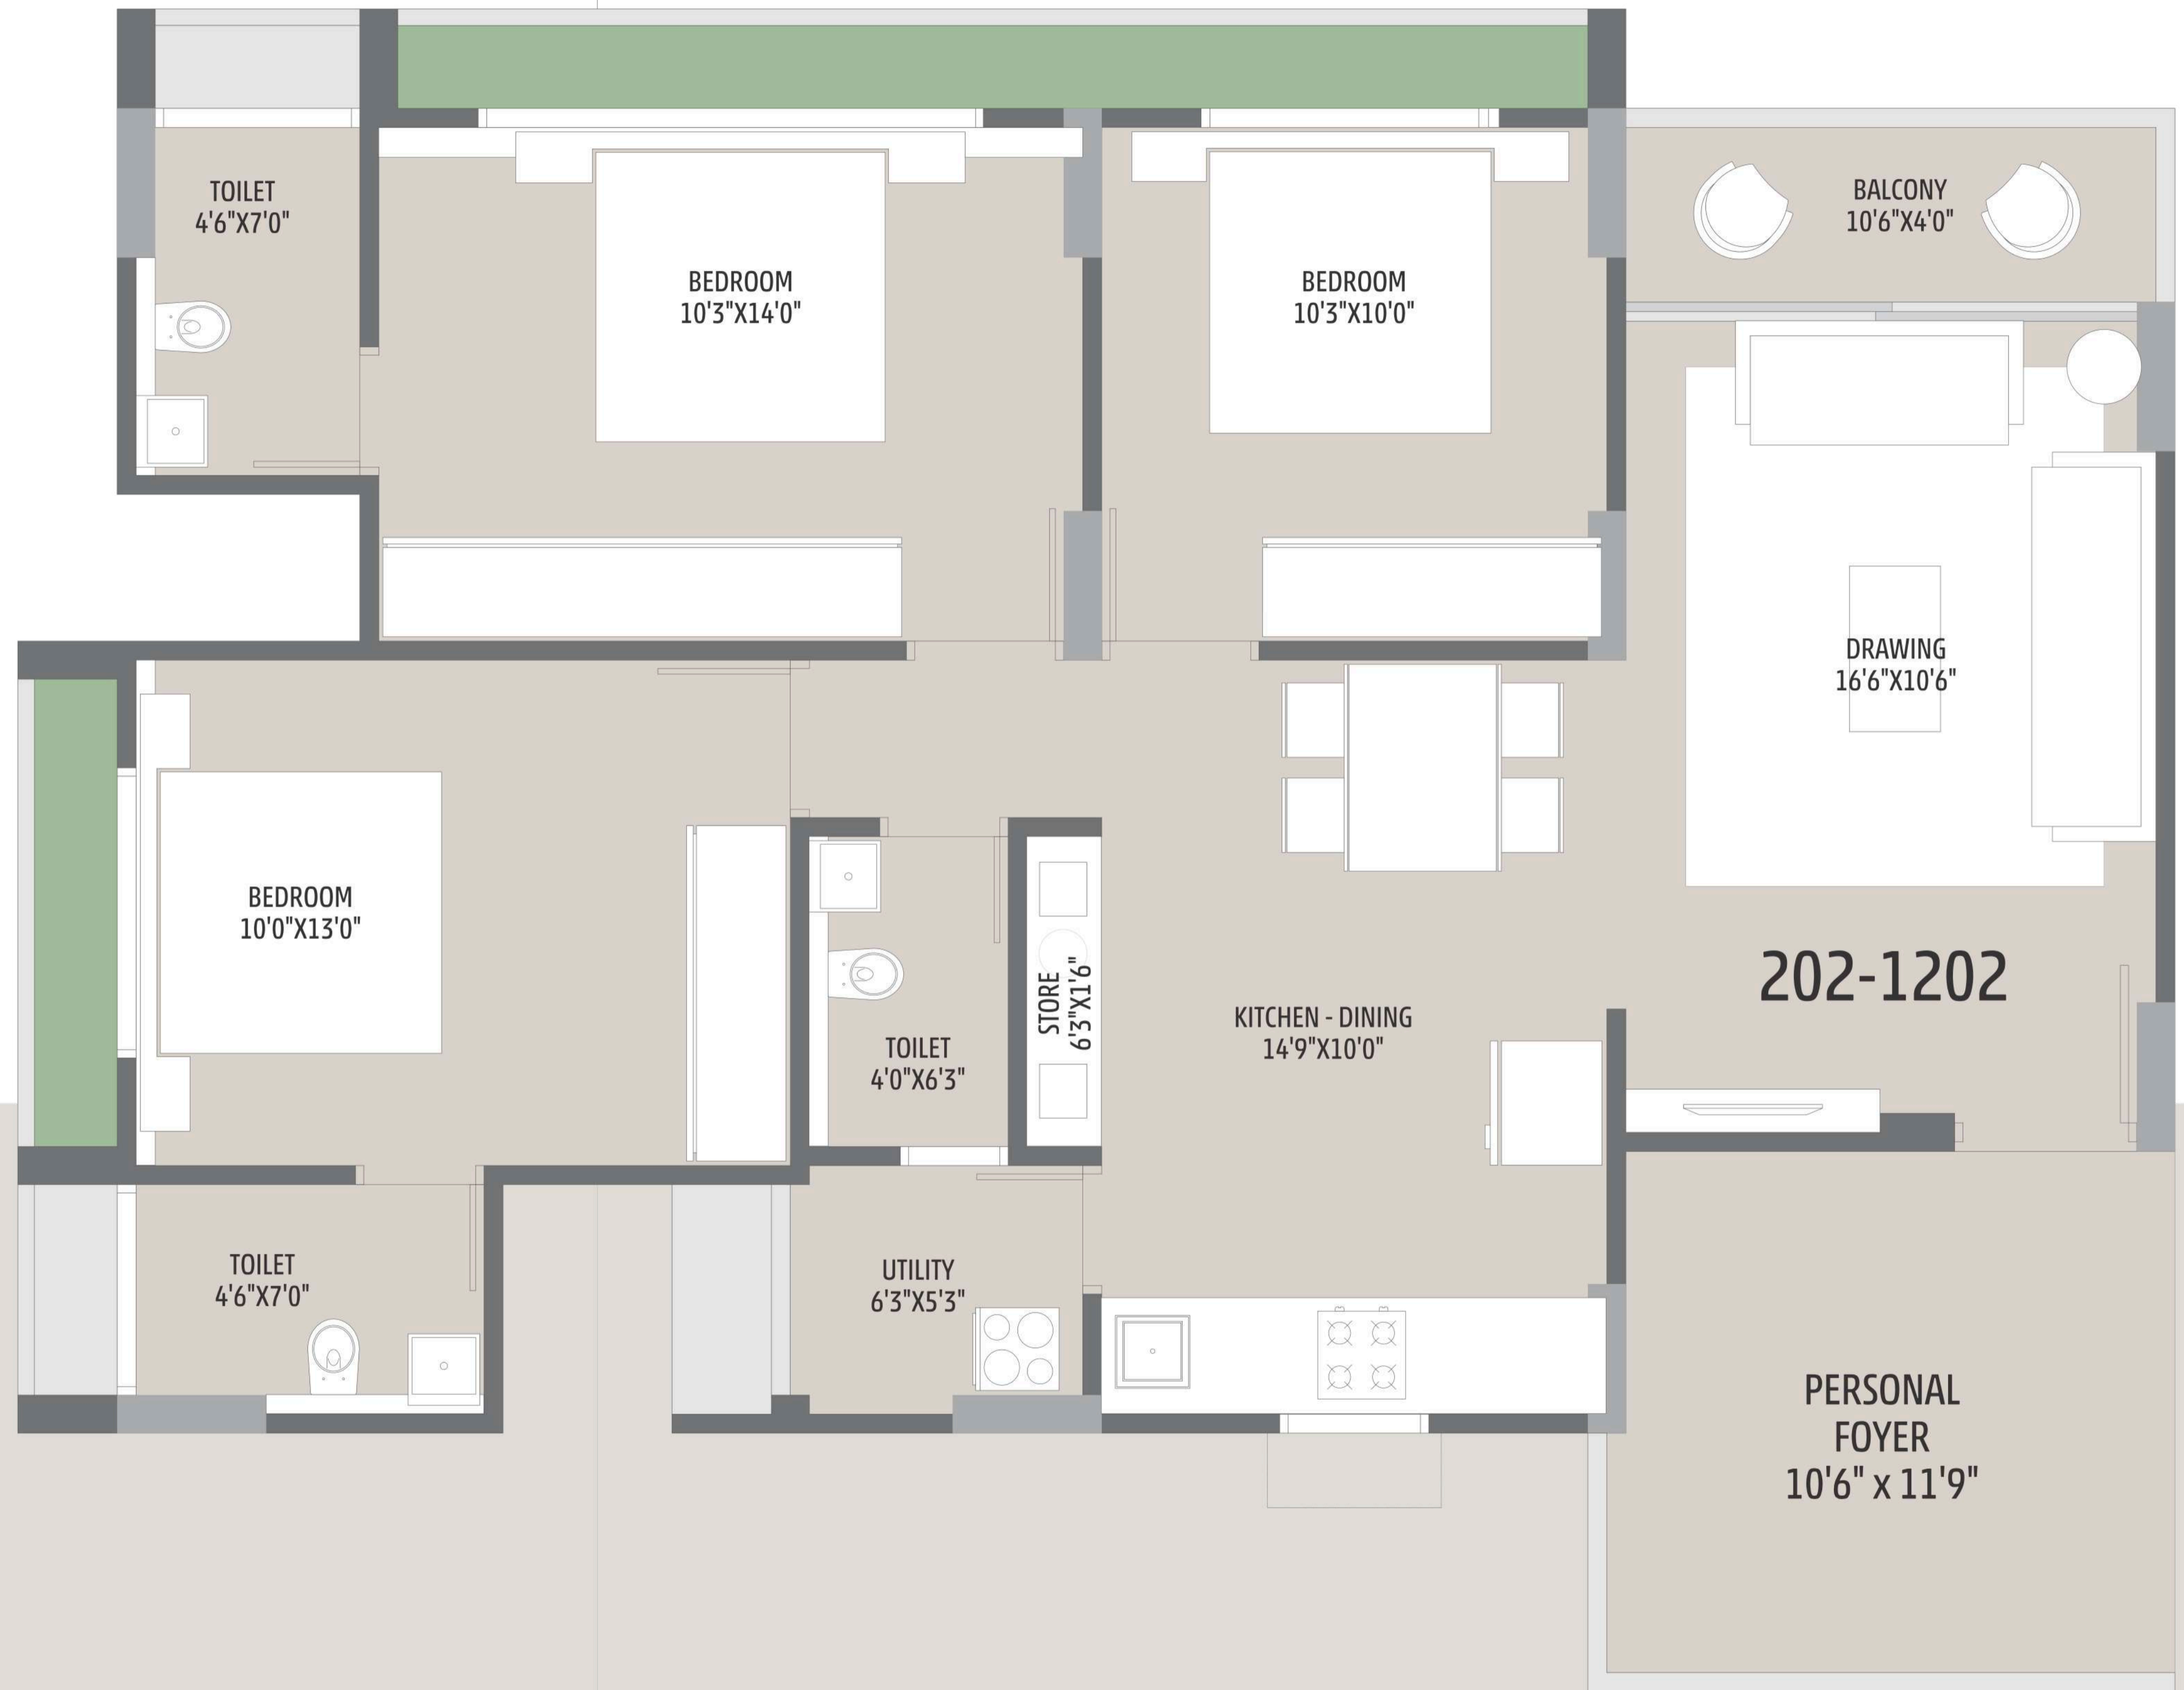 TOILET
4'6"X7'0"
BEDROOM
10'3"X14'0"
BEDROOM
10'3"X10'0"
BALCONY
10'6"X4'0"
DRAWING
16'6"X10'6"
BEDROOM
10'0"X13'0"
TOILET
4'0"X6'3"
STORE
6'3"X1'6"
KITCHEN - DINING
14'9"X10'0"
202-1202
TOILET
4'6"X7'0"
UTILITY
6'3"X5'3"
PERSONAL
FOYER
10'6" x 11'9"